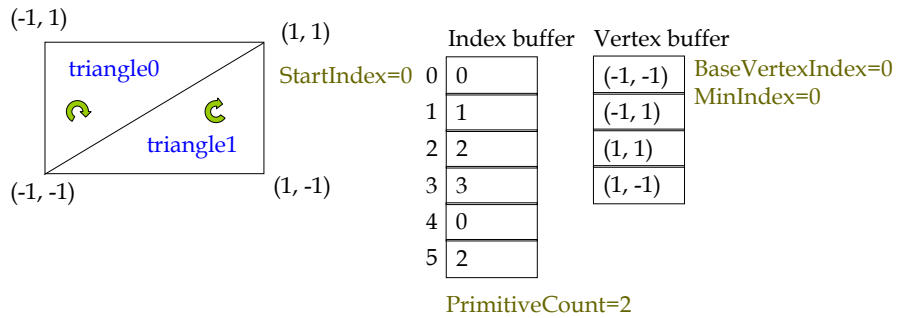 (-1, 1)
(1, 1)
triangle0
triangle1
(-1, -1)
(1, -1)
Index buffer
StartIndex=0
0 0
1 1
2 2
3 3
4 0
5 2
PrimitiveCount=2
Vertex buffer
(-1, -1)
(-1, 1)
(1, 1)
(1, -1)
BaseVertexIndex=0
MinIndex=0